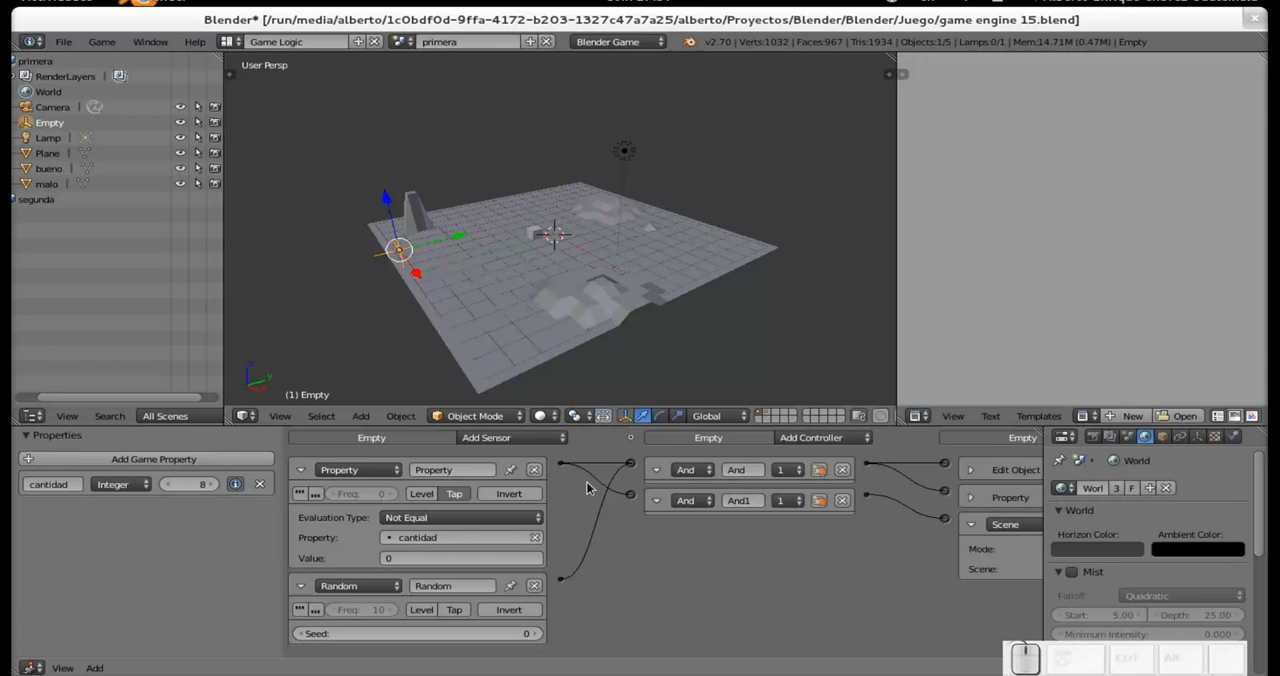 Blender* [/run/media/alberto/1c0bdf0d-9ffa-4172-b203-1327c47a7a25/alberto/Proyectos/Blender/Blender/Juego/game engine 15.blend]
File Game Window Help Game Logic primera Blender Game v2.70 | Verts:1032 | Faces:967 | Tris:1934 | Objects:1/5 | Lamps:0/1 | Mem:14.71M (0.47M) | Empty
primera
RenderLayers
World
Camera
Empty
Lamp
Plane
bueno
malo
segunda
User Persp
(1) Empty
View Search All Scenes
View Select Add Object Object Mode Global
View Text Templates New Open
Properties
Add Game Property
cantidad Integer 8
Empty Add Sensor
Property Property
Freq: 0 Level Tap Invert
Evaluation Type: Not Equal
Property: cantidad
Value: 0
Random Random
Freq: 10 Level Tap Invert
Seed: 0
Empty Add Controller
And And 1
And And1 1
Empty
Edit Object
Property
Scene
Mode:
Scene:
World
Worl 3 F
World
Horizon Color: Ambient Color:
Mist
Falloff: Quadratic
Start: 5.00 Depth: 25.00
Minimum Intensity: 0.000
Ctrl Alt
View Add